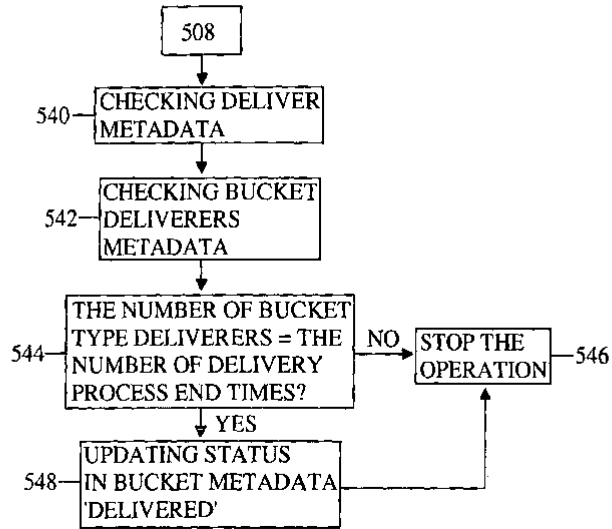 508
540
CHECKING DELIVER
METADATA
542
CHECKING BUCKET
DELIVERERS
METADATA
544
THE NUMBER OF BUCKET
TYPE DELIVERERS = THE
NUMBER OF DELIVERY
PROCESS END TIMES?
NO
STOP THE
OPERATION
546
YES
548
UPDATING STATUS
IN BUCKET METADATA
'DELIVERED'